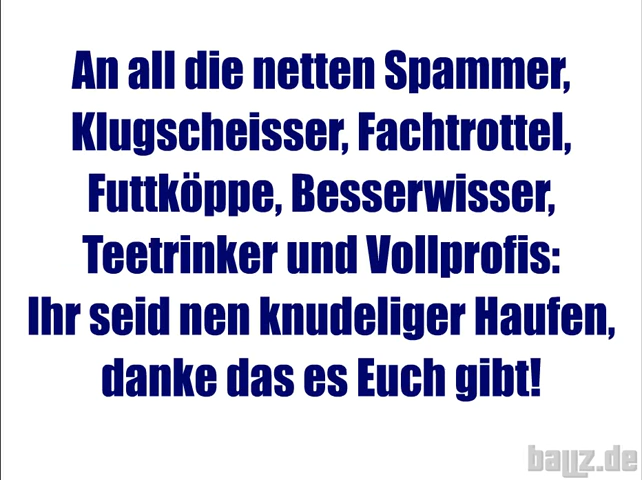 An all die netten Spammer,
Klugscheisser, Fachtrottel,
Futtköppe, Besserwisser,
Teetrinker und Vollprofis:
Ihr seid nen knudeliger Haufen,
danke das es Euch gibt!
ballz.de